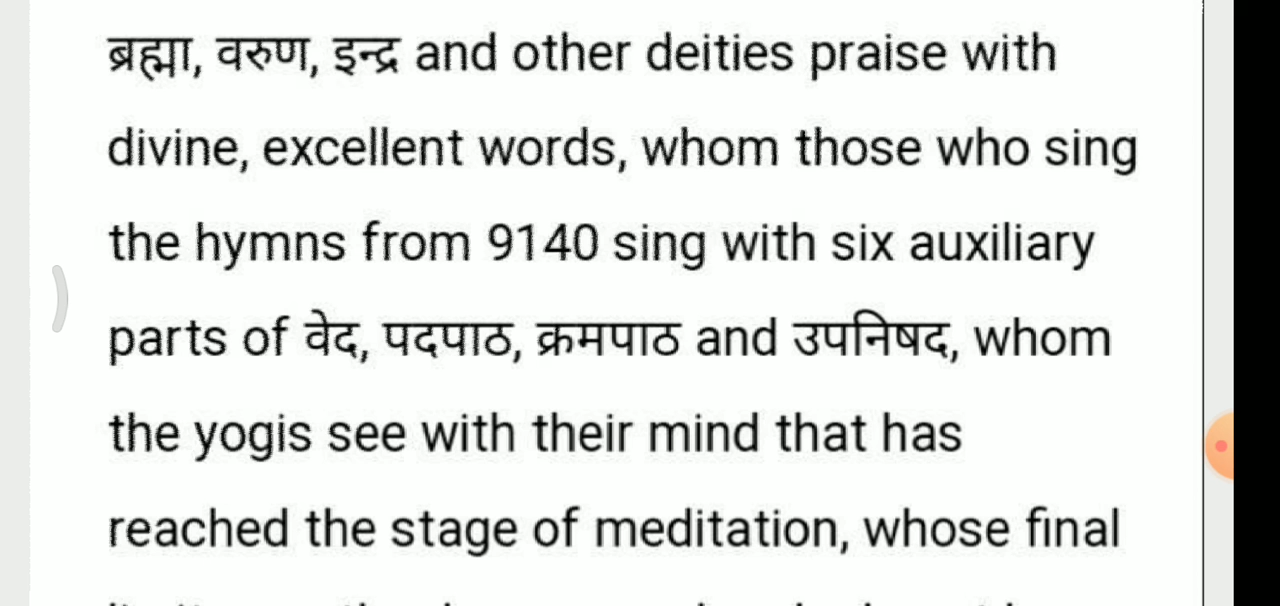 ब्रह्मा, वरुण, इन्द्र and other deities praise with
divine, excellent words, whom those who sing
the hymns from 9140 sing with six auxiliary
parts of वेद, पदपाठ, क्रमपाठ and उपनिषद, whom
the yogis see with their mind that has
reached the stage of meditation, whose final